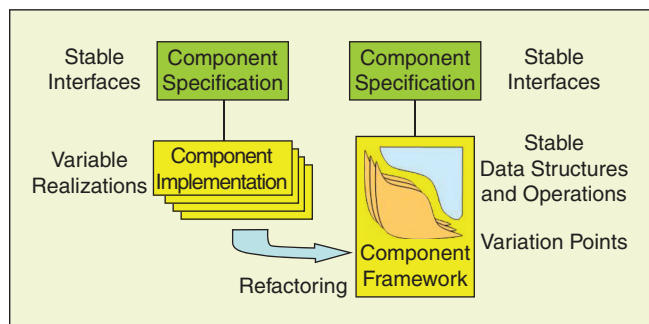 Stable
Interfaces
Component
Specification
Component
Specification
Stable
Interfaces
Variable
Realizations
Component
Implementation
Stable
Data Structures
and Operations
Variation Points
Refactoring
Component
Framework